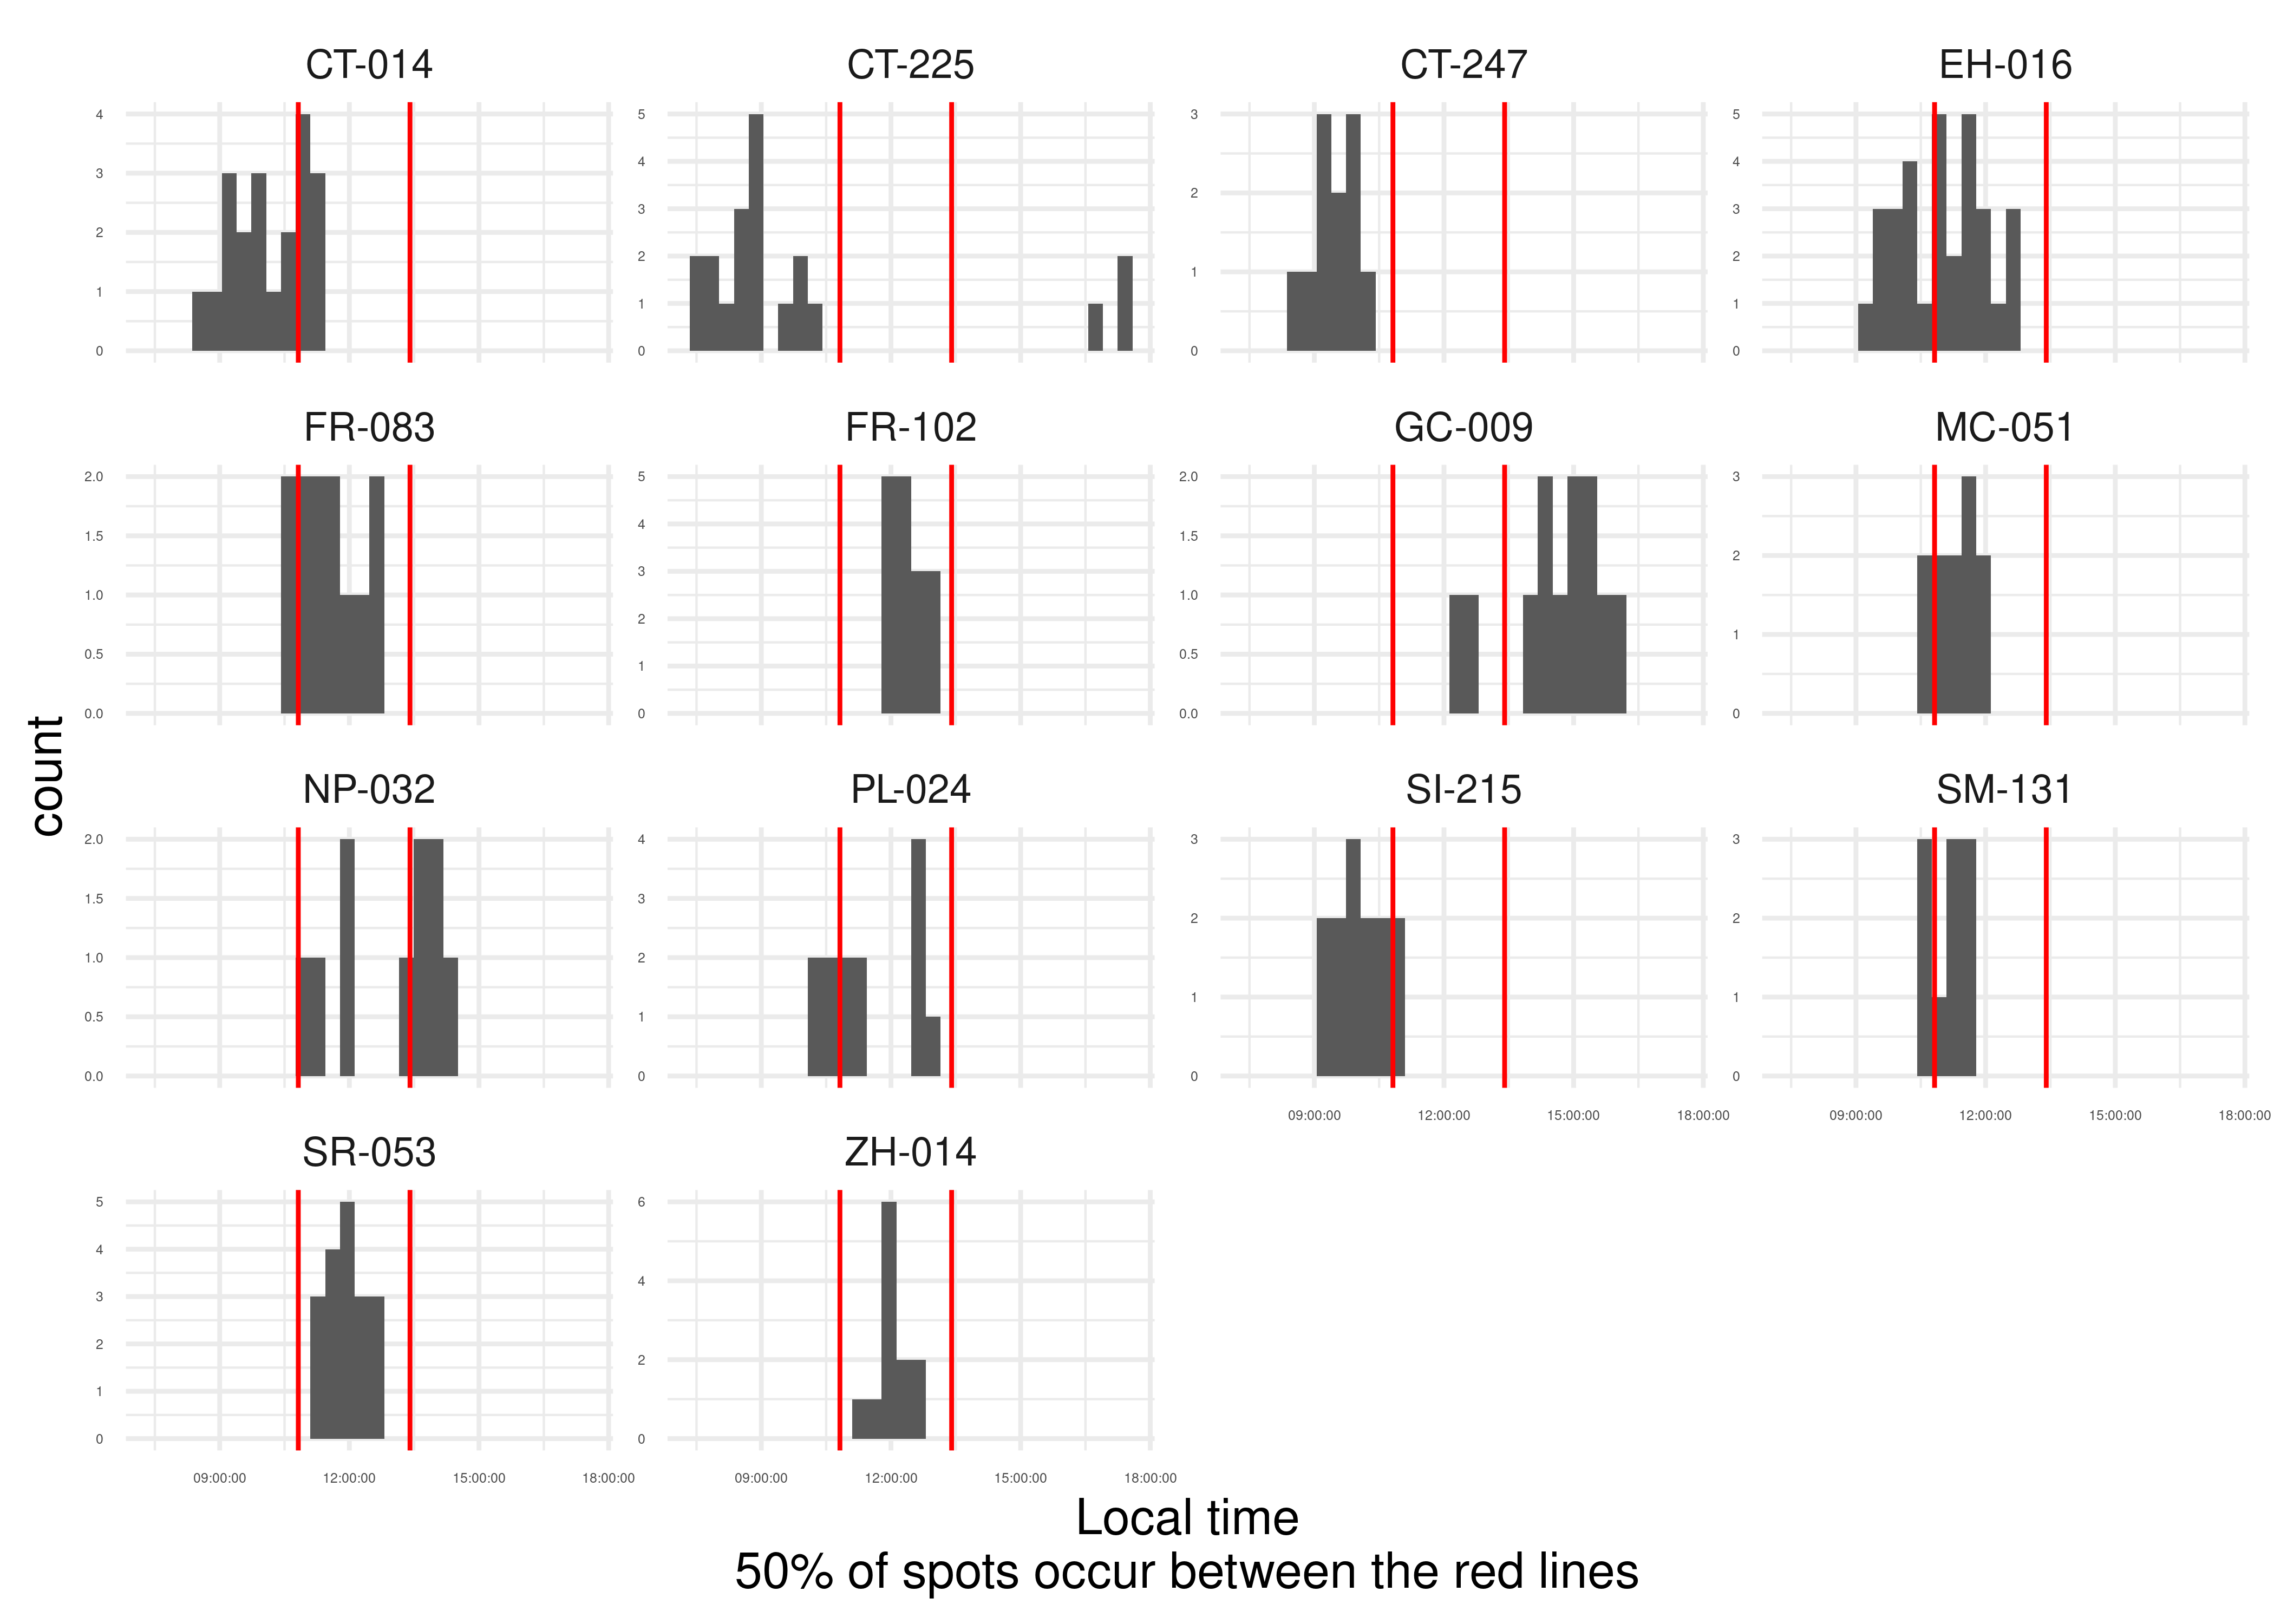 CT-014 CT-225 CT-247 EH-016
4 3 2 1 0
5 4 3 2 1 0
3 2 1 0
5 4 3 2 1 0
FR-083 FR-102 GC-009 MC-051
2.0 1.5 1.0 0.5 0.0
5 4 3 2 1 0
2.0 1.5 1.0 0.5 0.0
3 2 1 0
count
NP-032 PL-024 SI-215 SM-131
2.0 1.5 1.0 0.5 0.0
4 3 2 1 0
3 2 1 0
3 2 1 0
09:00:00 12:00:00 15:00:00 18:00:00 09:00:00 12:00:00 15:00:00 18:00:00
SR-053 ZH-014
5 4 3 2 1 0
6 4 2 0
09:00:00 12:00:00 15:00:00 18:00:00 09:00:00 12:00:00 15:00:00 18:00:00
Local time
50% of spots occur between the red lines